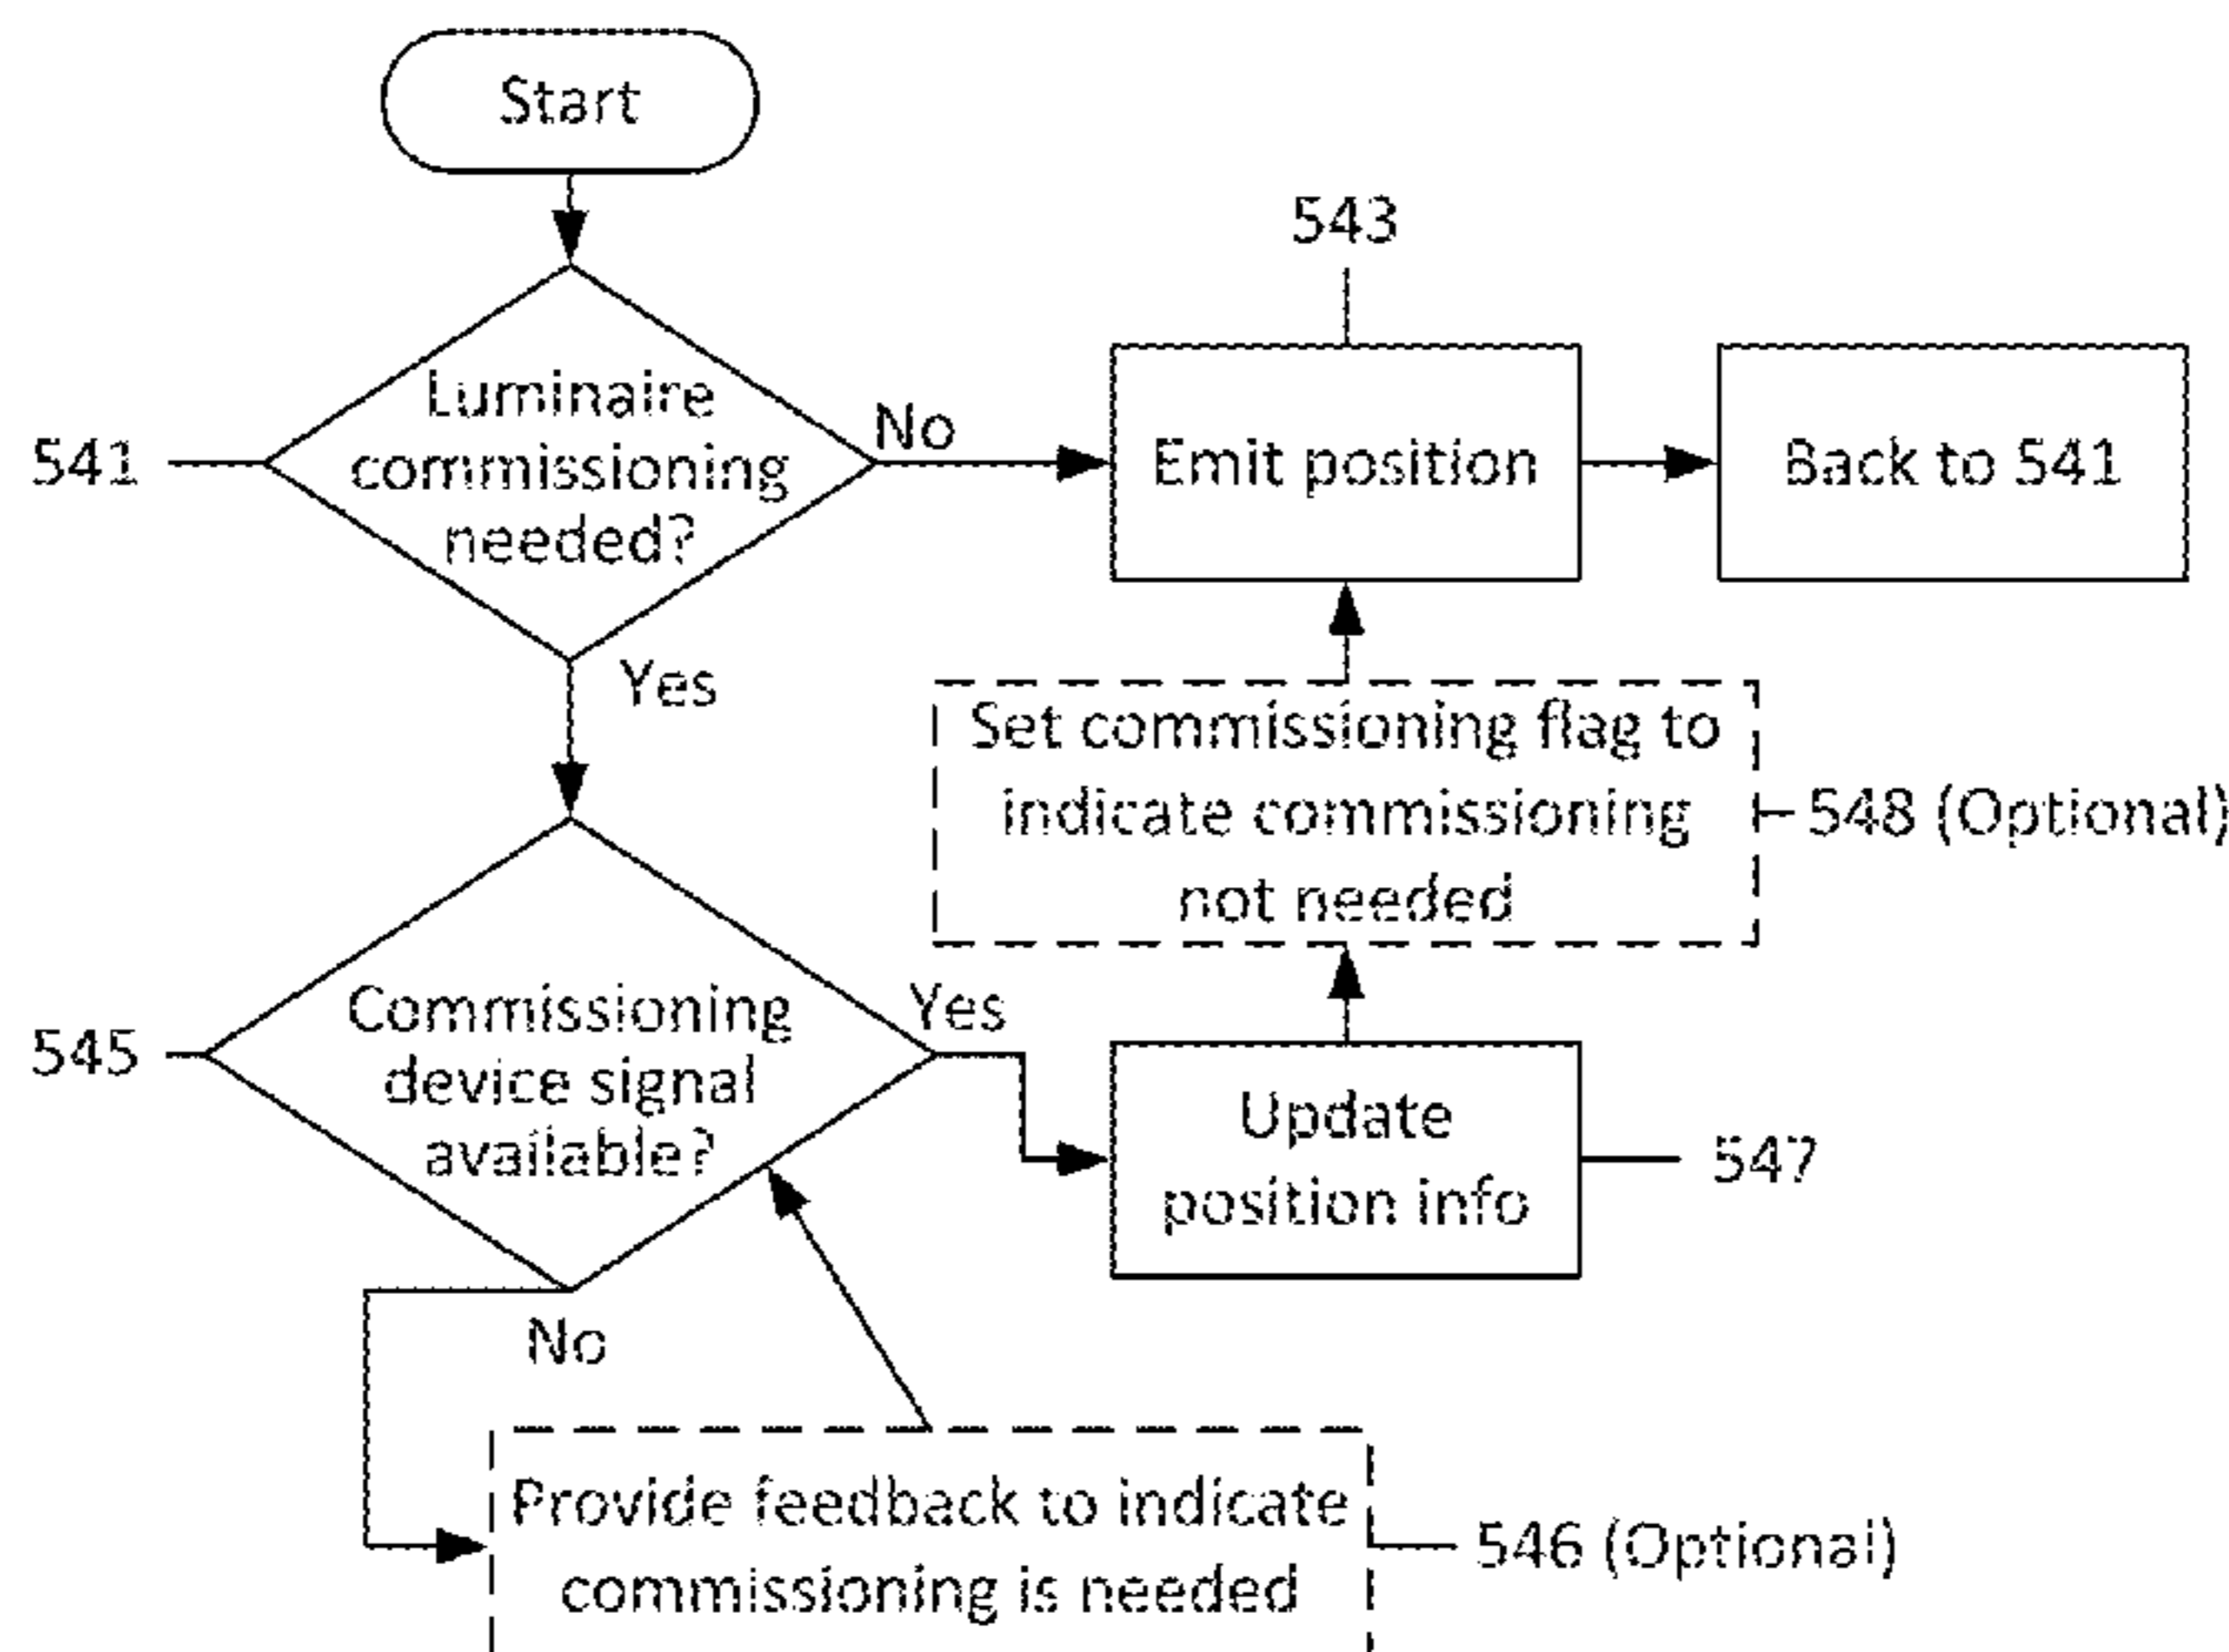 Start
543
Luminaire
commissioning
needed?
541
No
Emit position
Back to 541
Yes
Set commissioning flag to
indicate commissioning
not needed
548 (Optional)
Commissioning
device signal
available?
545
Yes
Update
position info
547
No
Provide feedback to indicate
commissioning is needed
546 (Optional)